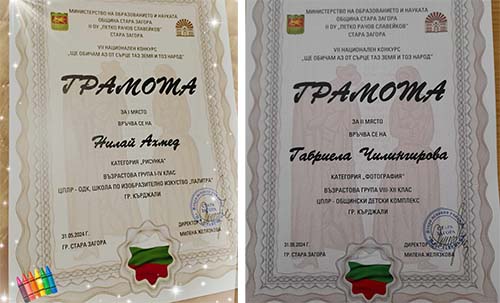 МИНИСТЕРСТВО НА ОБРАЗОВАНИЕТО И НАУКАТА
ОБЩИНА СТАРА ЗАГОРА
II ОУ „ПЕТКО РАЧОВ СЛАВЕЙКОВ“
СТАРА ЗАГОРА
VII НАЦИОНАЛЕН КОНКУРС
"ЩЕ ОБИЧАМ АЗ ОТ СЪРЦЕ ТАЗ ЗЕМЯ И ТОЗ НАРОД"
ГРАМОТА
ЗА I МЯСТО
ВРЪЧВА СЕ НА
Нилай Ахмед
КАТЕГОРИЯ „РИСУНКА“
ВЪЗРАСТОВА ГРУПА I-IV КЛАС
ЦПЛР - ОДК, ШКОЛА ПО ИЗОБРАЗИТЕЛНО ИЗКУСТВО „ПАЛИТРА“
ГР. КЪРДЖАЛИ
31.05.2024 Г.
ГР. СТАРА ЗАГОРА
ДИРЕКТОР
МИЛЕНА ЖЕЛЯЗКОВА
МИНИСТЕРСТВО НА ОБРАЗОВАНИЕТО И НАУКАТА
ОБЩИНА СТАРА ЗАГОРА
II ОУ „ПЕТКО РАЧОВ СЛАВЕЙКОВ“
СТАРА ЗАГОРА
VII НАЦИОНАЛЕН КОНКУРС
"ЩЕ ОБИЧАМ АЗ ОТ СЪРЦЕ ТАЗ ЗЕМЯ И ТОЗ НАРОД"
ГРАМОТА
ЗА II МЯСТО
ВРЪЧВА СЕ НА
Габриела Чилингирова
КАТЕГОРИЯ „ФОТОГРАФИЯ“
ВЪЗРАСТОВА ГРУПА VIII-XII КЛАС
ЦПЛР - ОБЩИНСКИ ДЕТСКИ КОМПЛЕКС
ГР. КЪРДЖАЛИ
31.05.2024 Г.
ГР. СТАРА ЗАГОРА
ДИРЕКТОР
МИЛЕНА ЖЕЛЯЗКОВА